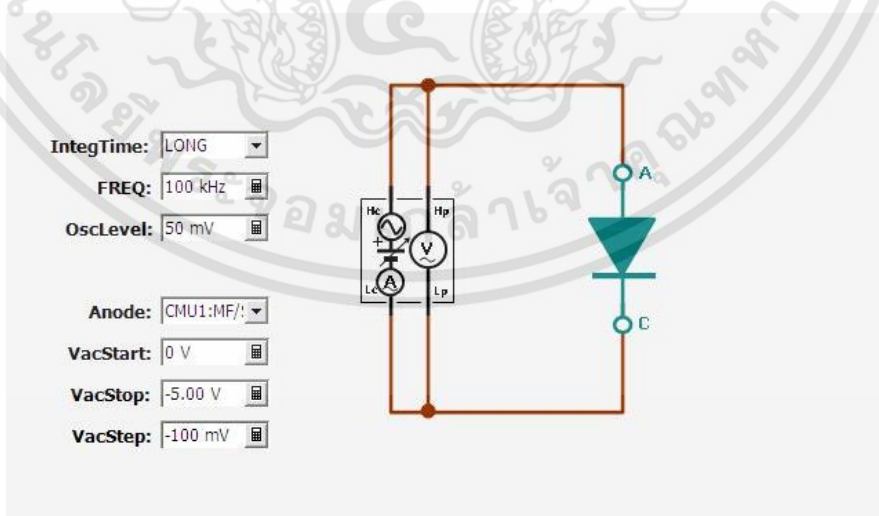 IntegTime: LONG
FREQ: 100 kHz
OscLevel: 50 mV
Anode: CMU1:MF/
VacStart: 0 V
VacStop: -5.00 V
VacStep: -100 mV
Hc
Hp
+
V
A
Lc
Lp
A
C